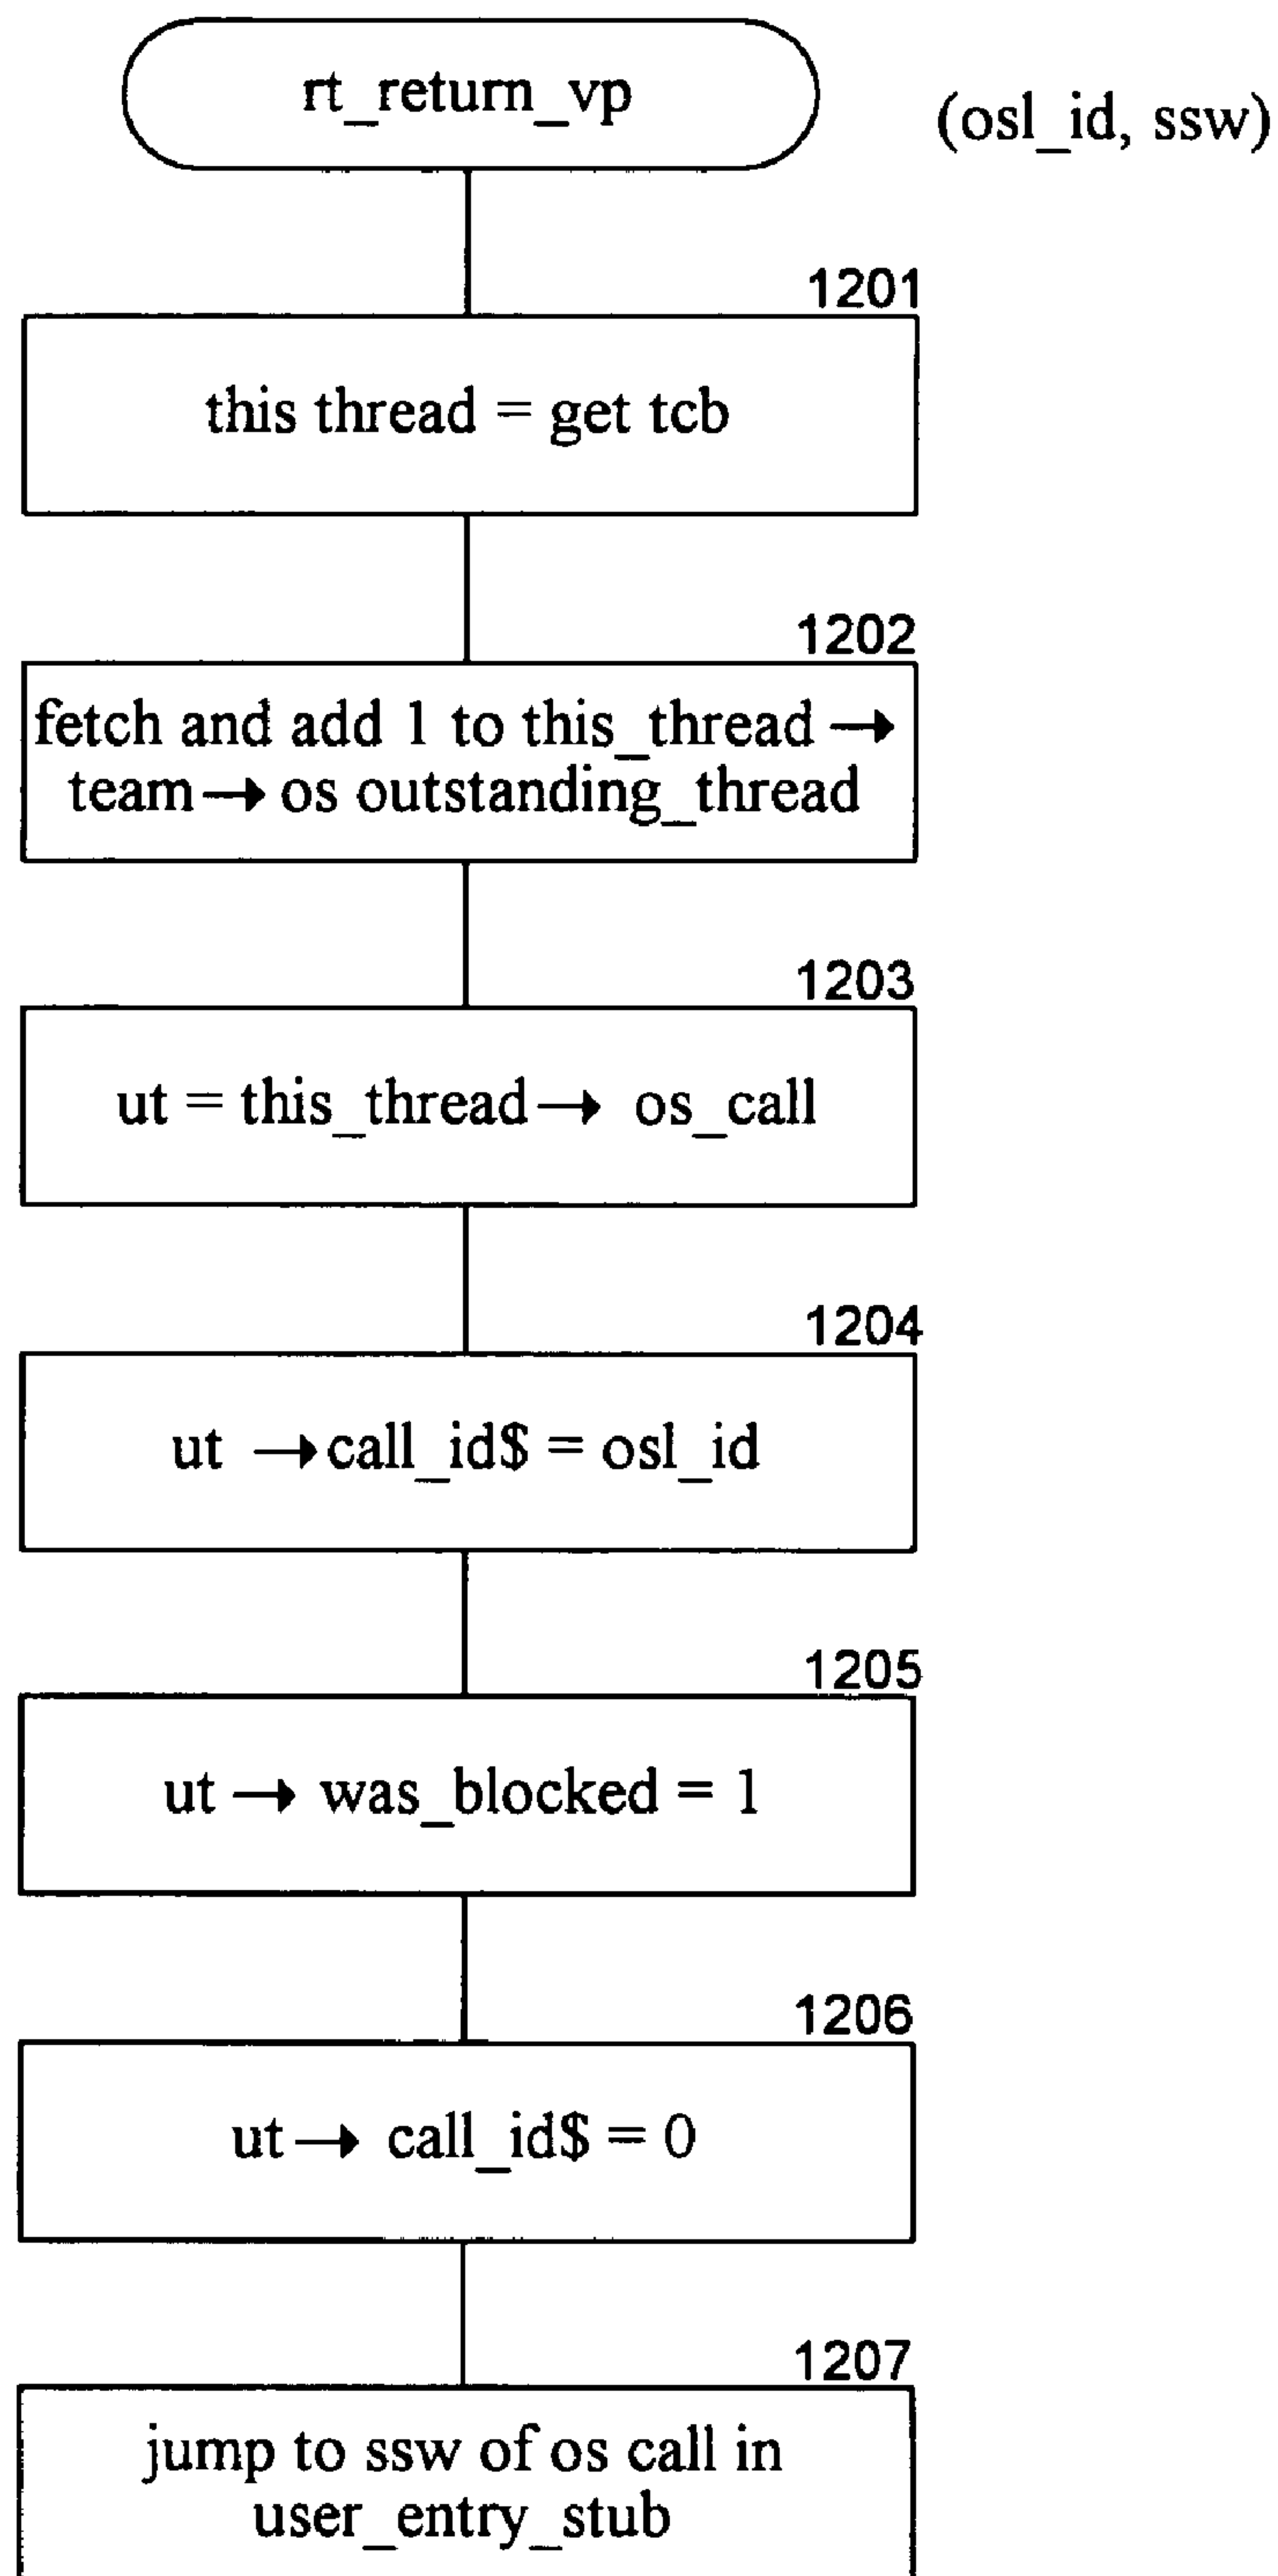 rt_return_vp
(osl_id, ssw)
1201
this thread = get tcb
1202
fetch and add 1 to this_thread →
team → os outstanding_thread
1203
ut = this_thread → os_call
1204
ut → call_id$ = osl_id
1205
ut → was_blocked = 1
1206
ut → call_id$ = 0
1207
jump to ssw of os call in
user_entry_stub